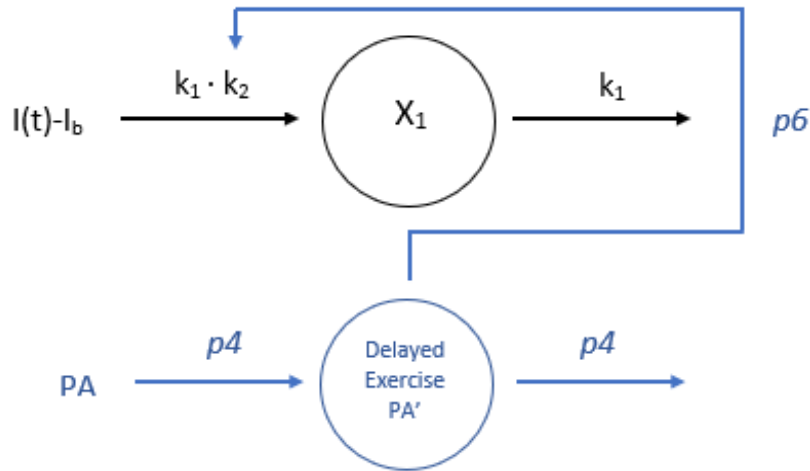 k₁ · k₂
I(t)-I_b
X₁
k₁
p6
PA
p4
Delayed
Exercise
PA'
p4